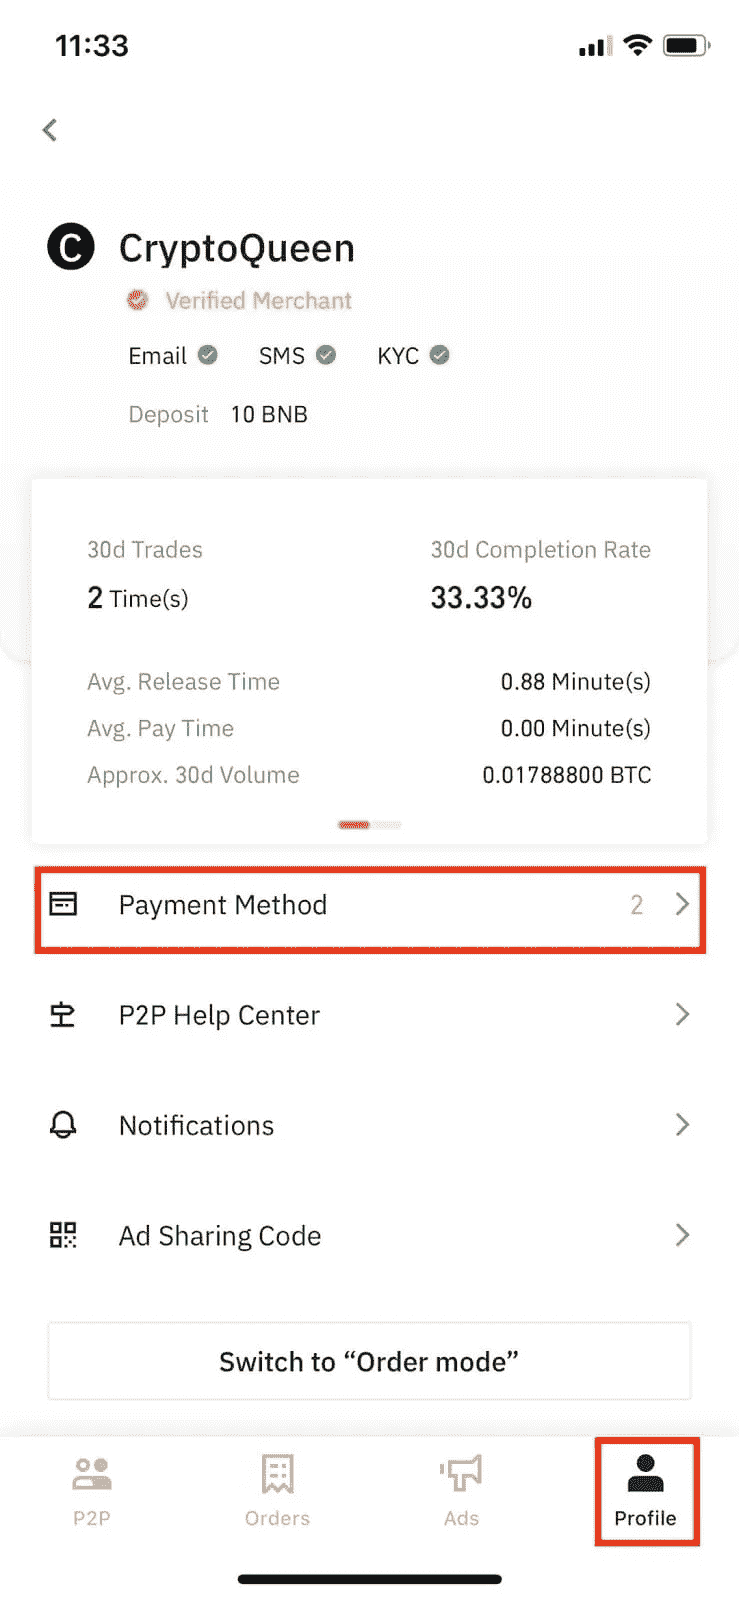 11:33
C CryptoQueen
Verified Merchant
Email SMS KYC
Deposit 10 BNB
30d Trades 30d Completion Rate
2 Time(s) 33.33%
Avg. Release Time 0.88 Minute(s)
Avg. Pay Time 0.00 Minute(s)
Approx. 30d Volume 0.01788800 BTC
Payment Method 2
P2P Help Center
Notifications
Ad Sharing Code
Switch to “Order mode”
P2P Orders Ads Profile